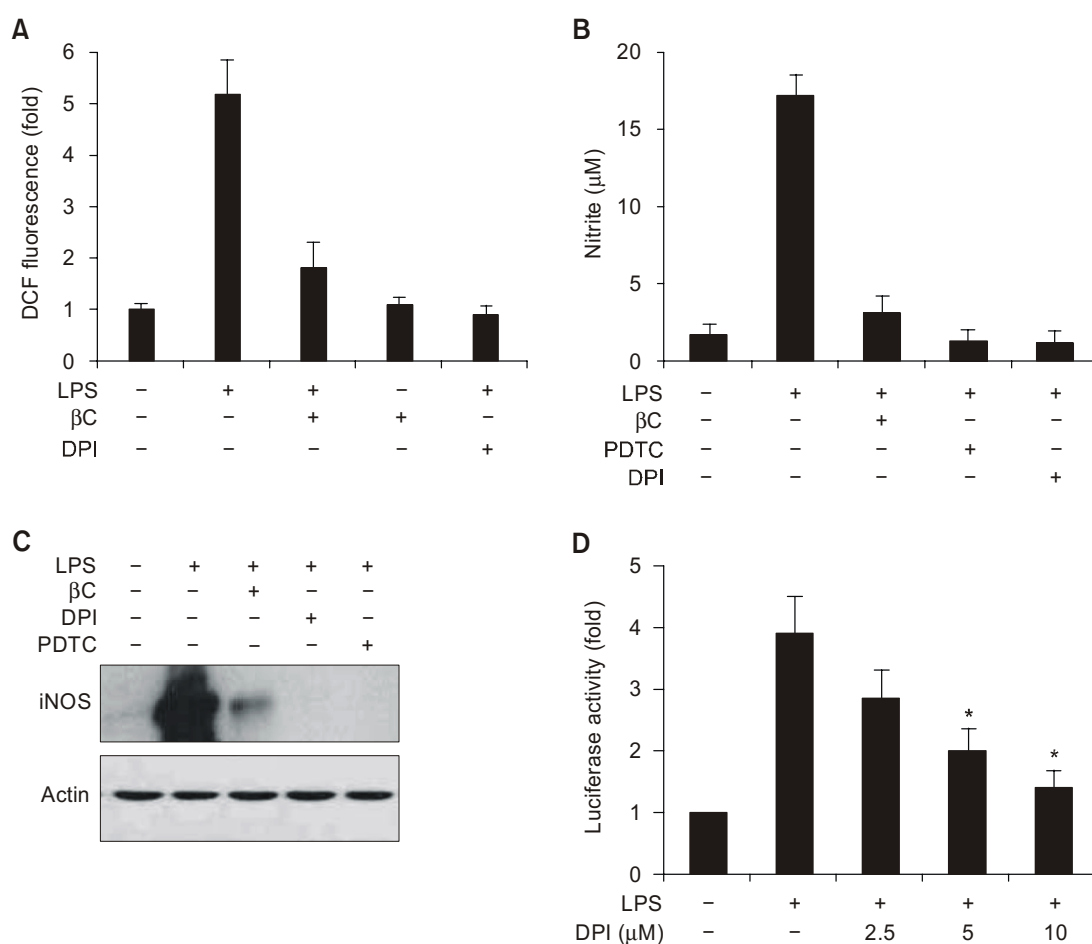 A
DCF fluorescence (fold)
6
5
4
3
2
1
0
LPS − + + − +
βC − − + + −
DPI − − − − +
B
Nitrite (μM)
20
15
10
5
0
LPS − + + + +
βC − − + − −
PDTC − − − + −
DPI − − − − +
C
LPS − + + + +
βC − − + − −
DPI − − − + −
PDTC − − − − +
iNOS
Actin
D
Luciferase activity (fold)
5
4
3
2
1
0
* *
LPS − + + + +
DPI (μM) − − 2.5 5 10